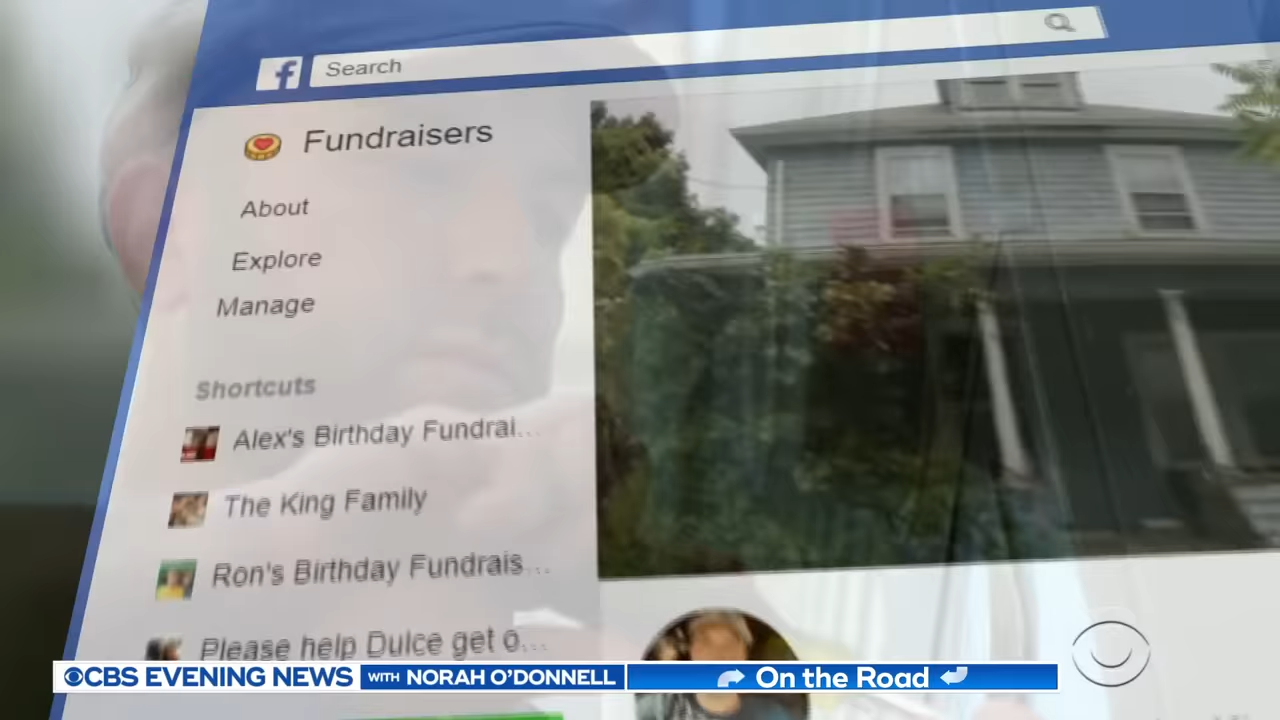 f Search
Fundraisers
About
Explore
Manage
Shortcuts
Alex's Birthday Fundrai...
The King Family
Ron's Birthday Fundrais...
Please help Dulce get o...
CBS EVENING NEWS WITH NORAH O'DONNELL On the Road